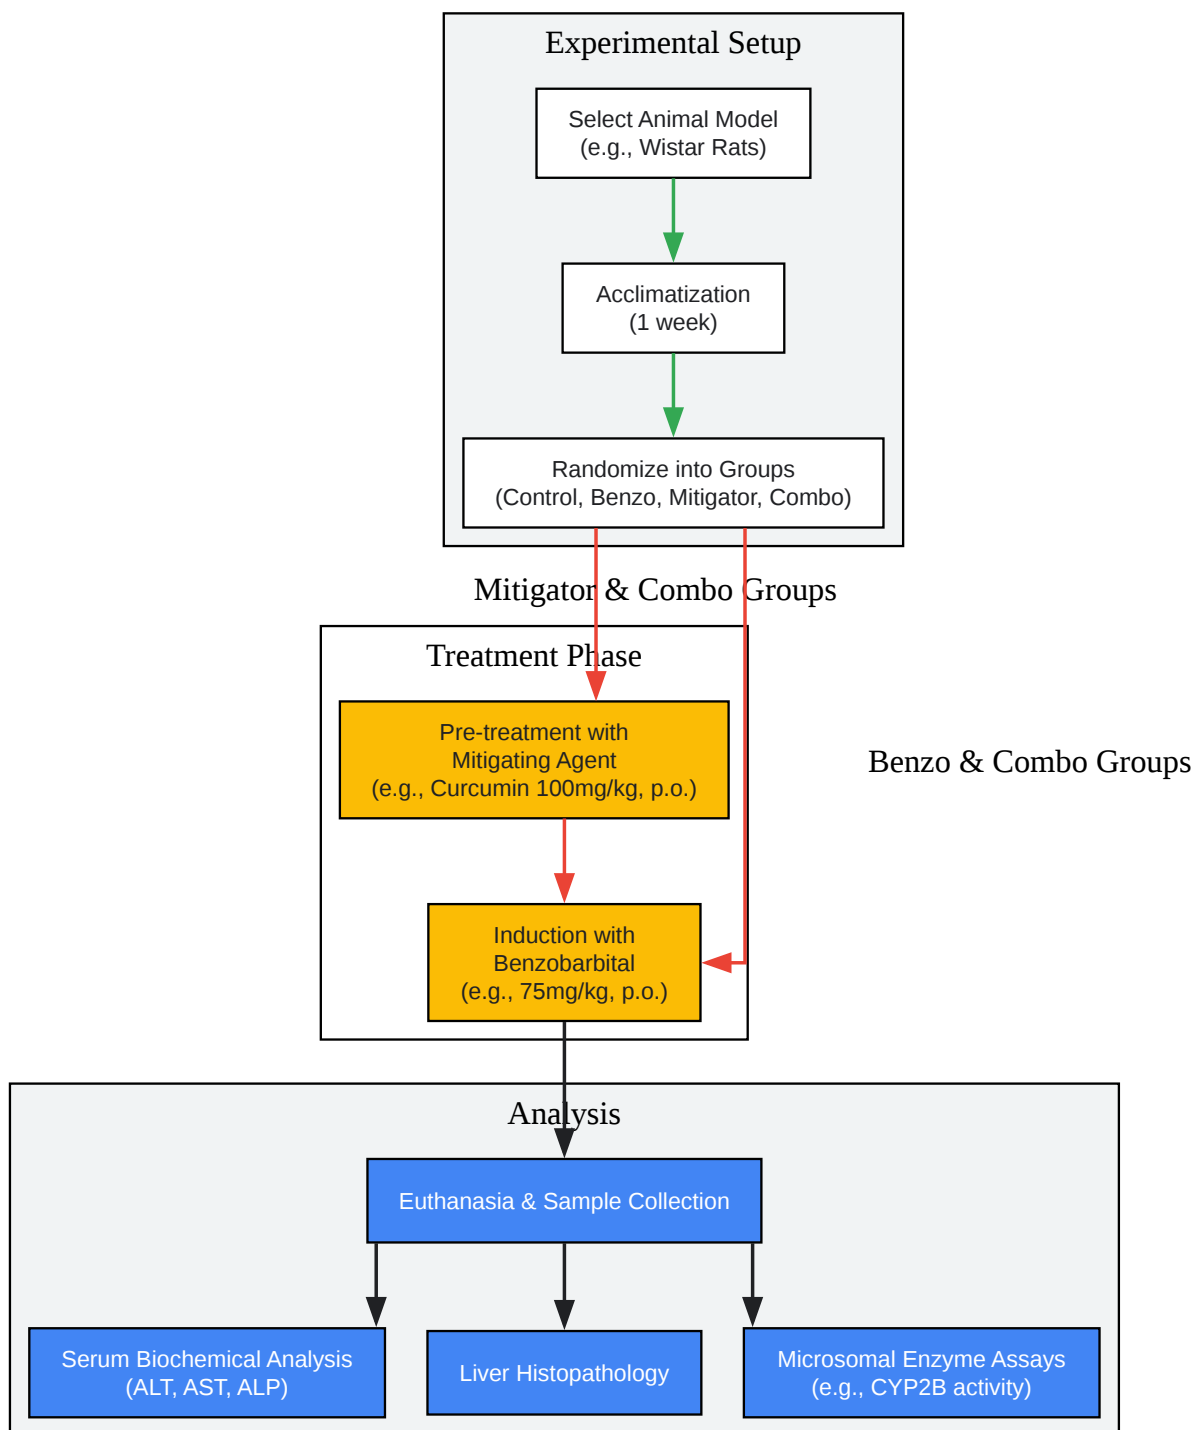 Experimental Setup
Select Animal Model
(e.g., Wistar Rats)
Acclimatization
(1 week)
Randomize into Groups
(Control, Benzo, Mitigator, Combo)
Mitigator & Combo Groups
Treatment Phase
Pre-treatment with
Mitigating Agent
(e.g., Curcumin 100mg/kg, p.o.)
Benzo & Combo Groups
Induction with
Benzobarbital
(e.g., 75mg/kg, p.o.)
Analysis
Euthanasia & Sample Collection
Serum Biochemical Analysis
(ALT, AST, ALP)
Liver Histopathology
Microsomal Enzyme Assays
(e.g., CYP2B activity)